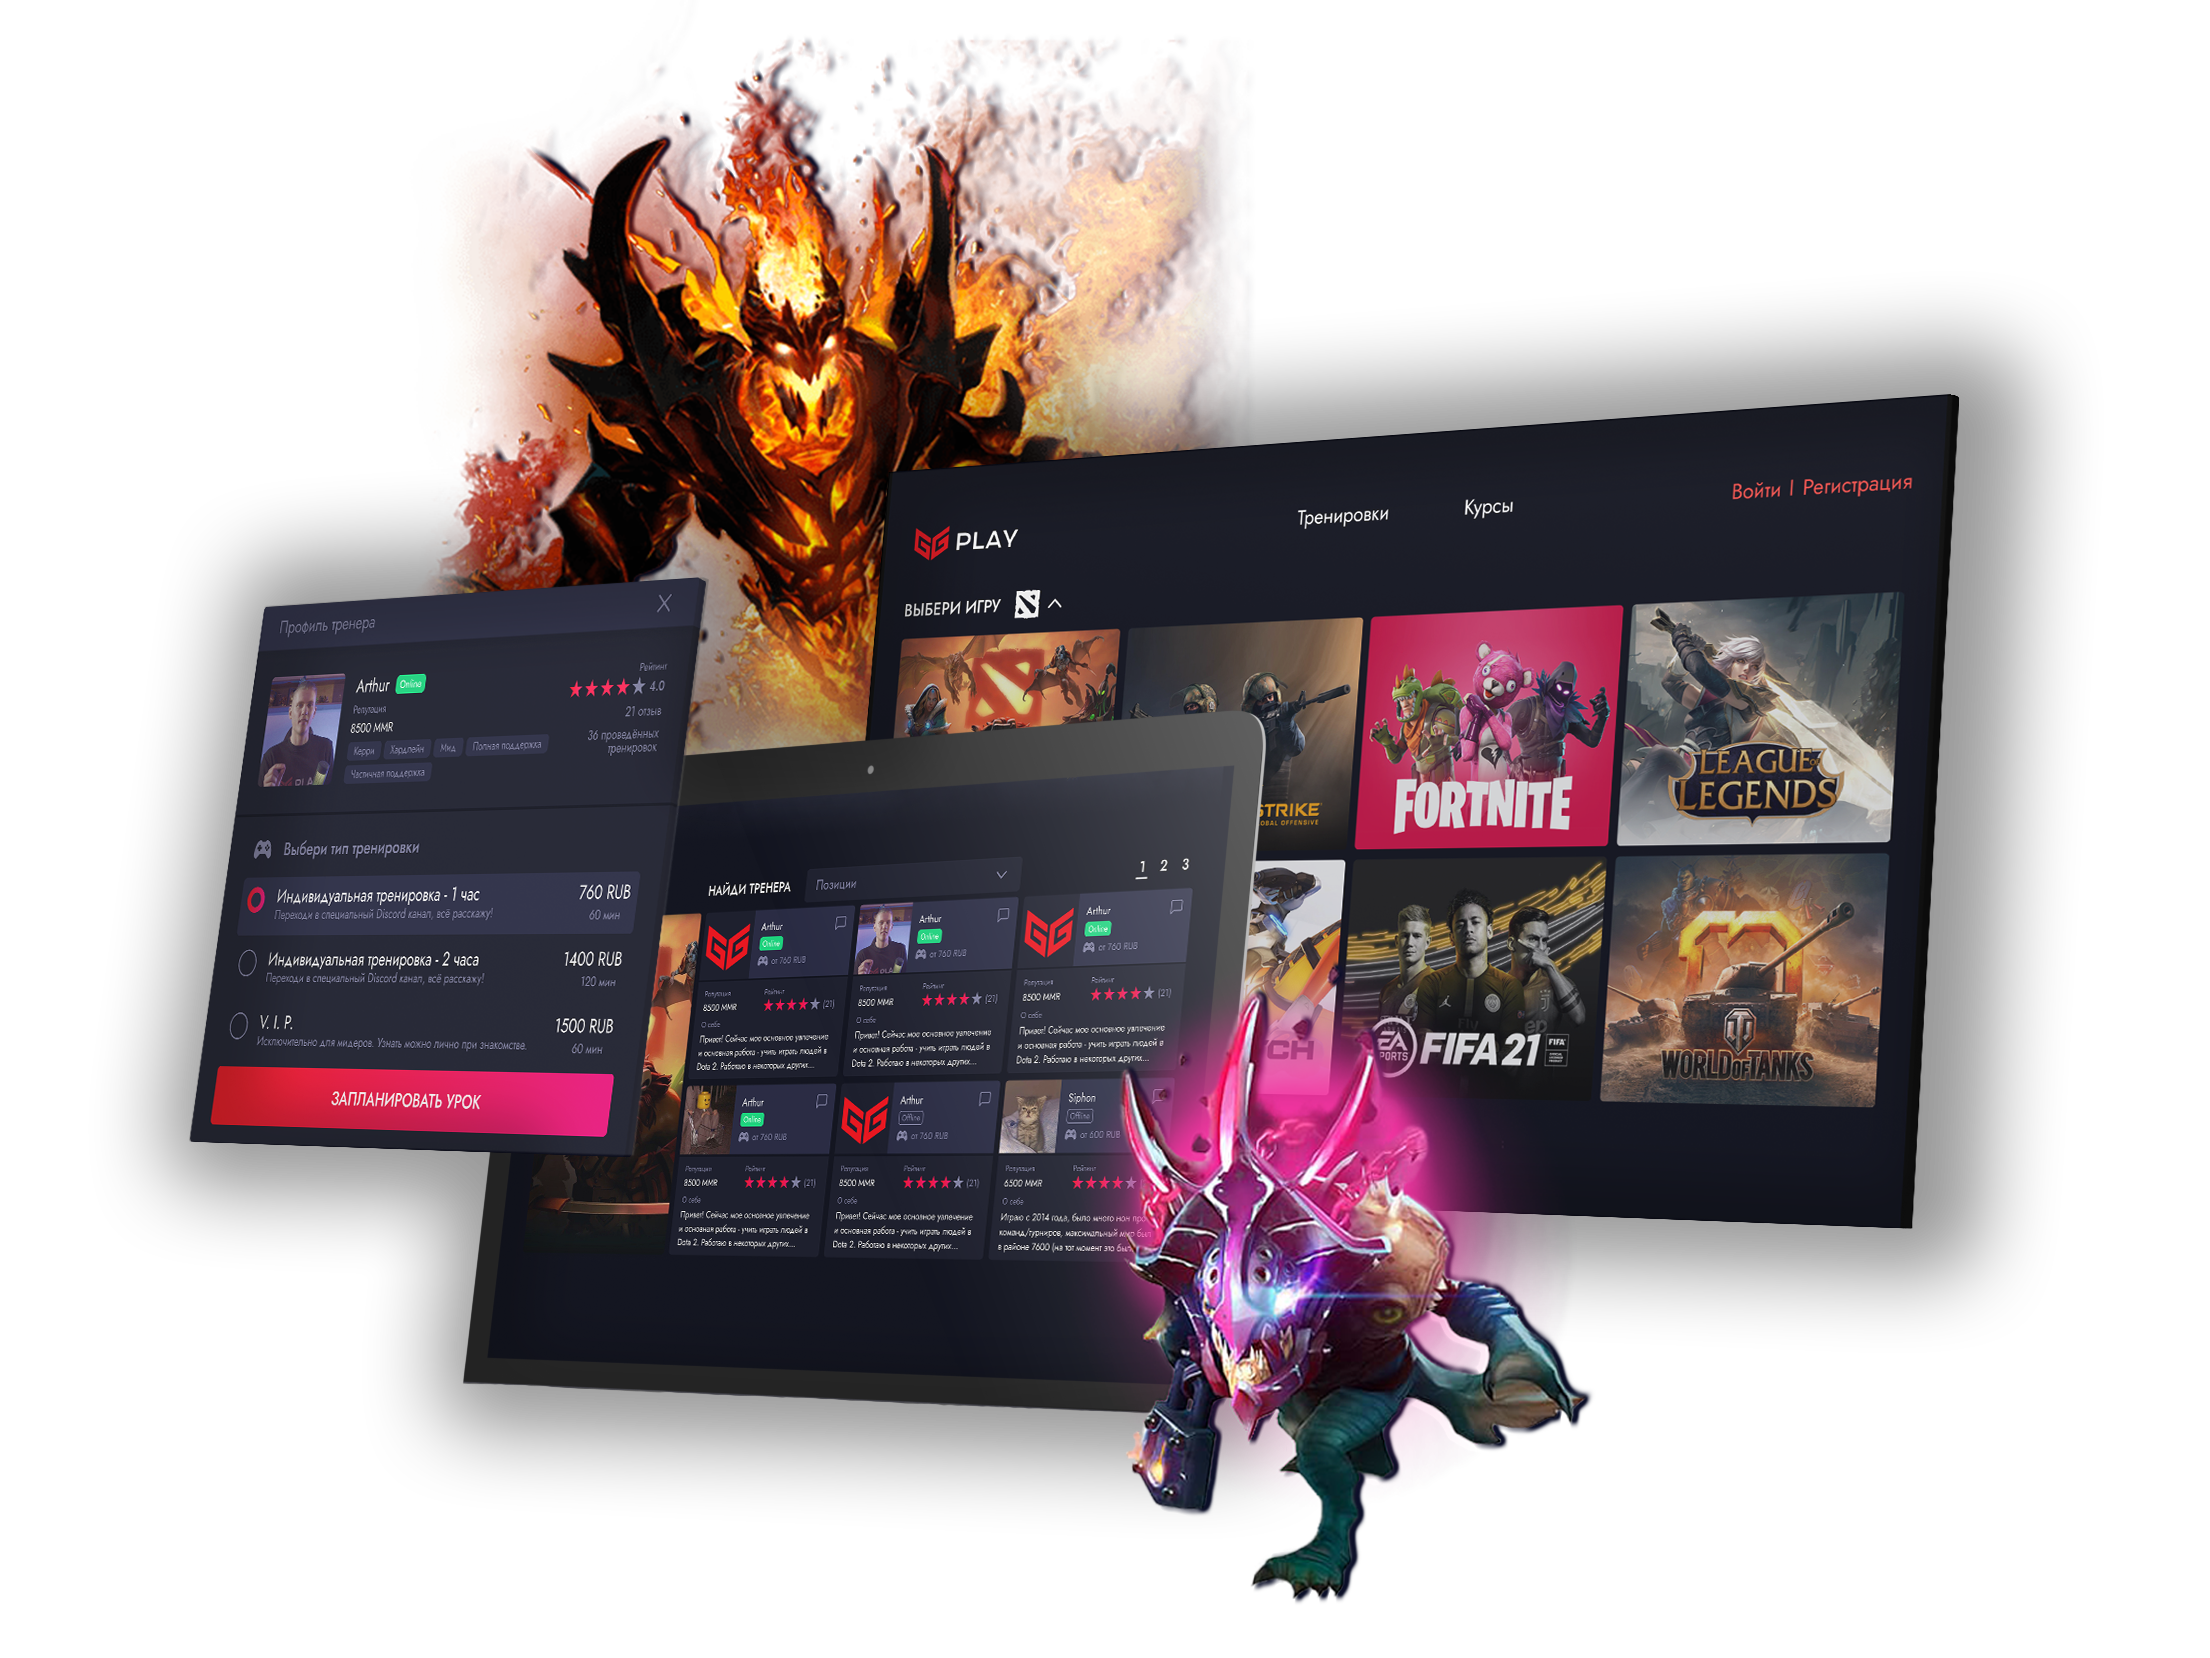 GG PLAY
Тренировки
Курсы
Войти | Регистрация
ВЫБЕРИ ИГРУ
STRIKE
OBAL OFFENSIVE
FORTNITE
LEAGUE OF
LEGENDS
CH
EA
SPORTS
FIFA 21
FIFA
WORLD OF TANKS
Профиль тренера
X
Arthur
Online
Репутация
8500 MMR
Керри
Хардлейн
Мид
Полная поддержка
Частичная поддержка
Рейтинг
4.0
21 отзыв
36 проведённых
тренировок
Выбери тип тренировки
Индивидуальная тренировка - 1 час
760 RUB
Переходи в специальный Discord канал, всё расскажу!
60 мин
Индивидуальная тренировка - 2 часа
1400 RUB
Переходи в специальный Discord канал, всё расскажу!
120 мин
V. I. P.
1500 RUB
Исключительно для мидеров. Узнать можно лично при знакомстве.
60 мин
ЗАПЛАНИРОВАТЬ УРОК
НАЙДИ ТРЕНЕРА
Позиции
1 2 3
GG
Arthur
Online
от 760 RUB
Репутация
Рейтинг
8500 MMR
(21)
О себе
Привет! Сейчас мое основное увлечение
и основная работа - учить играть людей в
Dota 2. Работаю в некоторых других...
Arthur
Online
от 760 RUB
Репутация
Рейтинг
8500 MMR
(21)
О себе
Привет! Сейчас мое основное увлечение
и основная работа - учить играть людей в
Dota 2. Работаю в некоторых других...
GG
Arthur
Online
от 760 RUB
Репутация
Рейтинг
8500 MMR
(21)
О себе
Привет! Сейчас мое основное увлечение
и основная работа - учить играть людей в
Dota 2. Работаю в некоторых других...
Arthur
Online
от 760 RUB
Репутация
Рейтинг
8500 MMR
(21)
О себе
Привет! Сейчас мое основное увлечение
и основная работа - учить играть людей в
Dota 2. Работаю в некоторых других...
GG
Arthur
Offline
от 760 RUB
Репутация
Рейтинг
8500 MMR
(21)
О себе
Привет! Сейчас мое основное увлечение
и основная работа - учить играть людей в
Dota 2. Работаю в некоторых других...
Siphon
Offline
от 600 RUB
Репутация
Рейтинг
6500 MMR
О себе
Играю с 2014 года, было много
команд/турниров, максимальный был
в районе 7600 (на тот момент это был